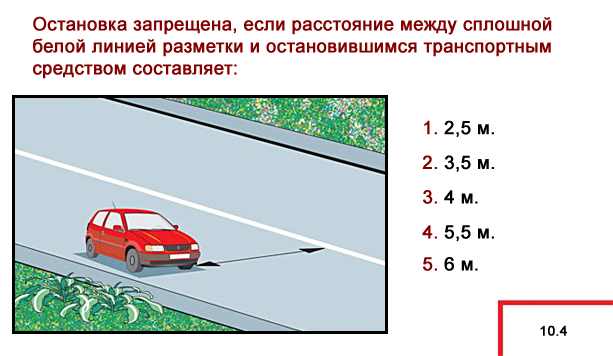 Остановка запрещена, если расстояние между сплошной
белой линией разметки и остановившимся транспортным
средством составляет:
1. 2,5 м.
2. 3,5 м.
3. 4 м.
4. 5,5 м.
5. 6 м.
10.4